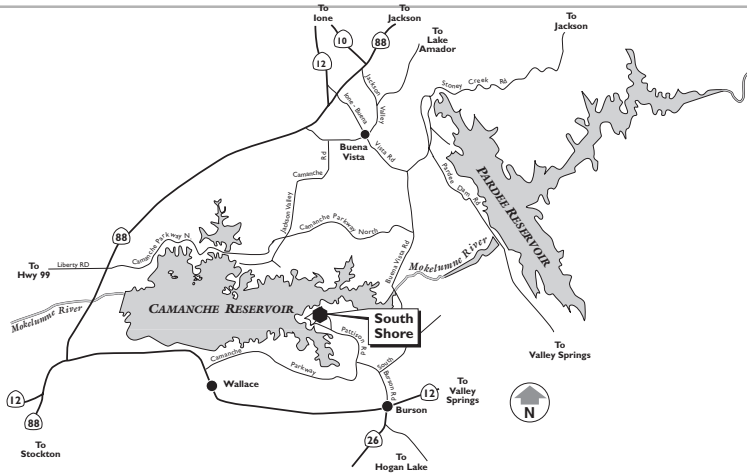 To
Ione
To
Jackson
To
Jackson
10
88
12
To
Lake
Amador
Stoney Creek Rd
Jackson
Valley
Ione - Buena
Vista Rd
Buena
Vista
Camanche
Rd
Jackson Valley
Pardee Dam Rd
PARDEE RESERVOIR
88
Camanche Parkway N
Camanche Parkway North
Buena Vista Rd
Mokelumne River
To
Hwy 99
Liberty RD
CAMANCHE RESERVOIR
South
Shore
Mokelumne River
Pattison Rd
South
Burson Rd
Camanche
Parkway
To
Valley Springs
Wallace
12
88
To
Stockton
12
To
Valley
Springs
Burson
N
26
To
Hogan Lake